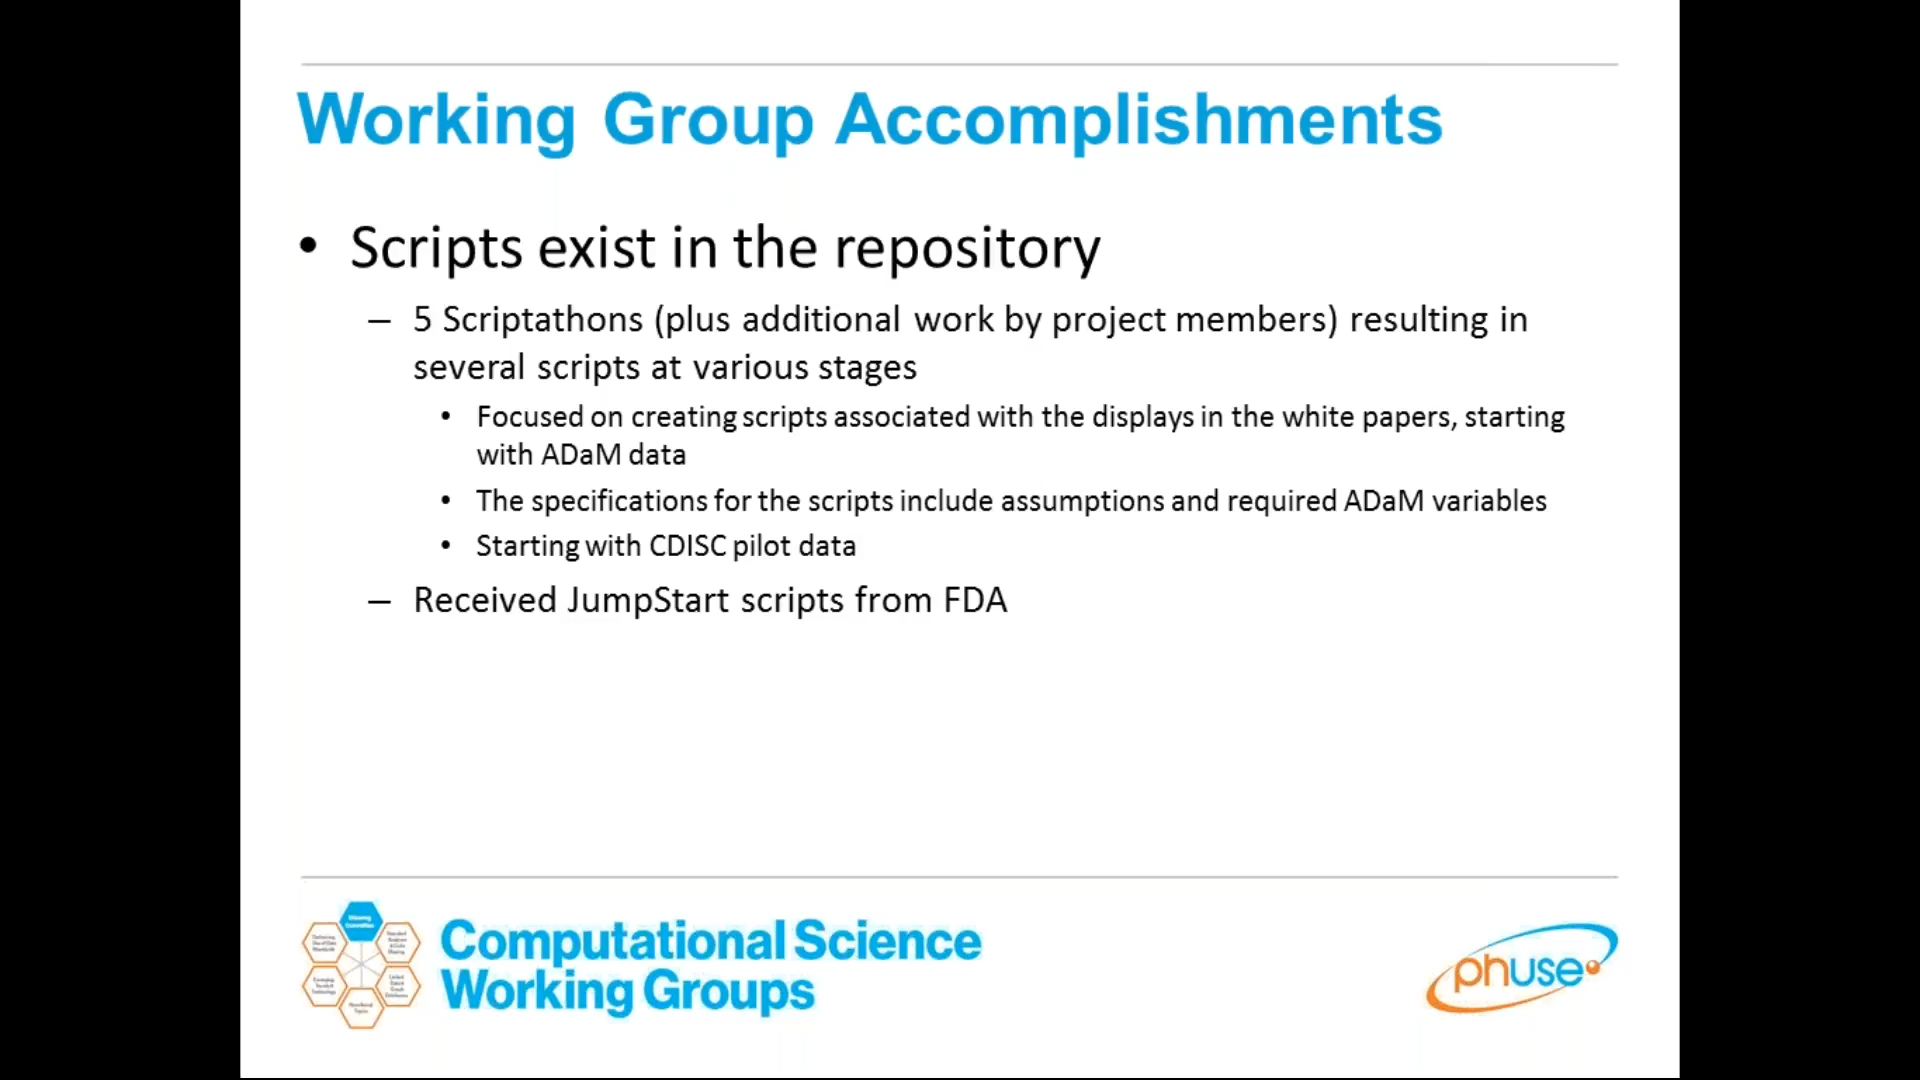 Working Group Accomplishments
• Scripts exist in the repository
– 5 Scriptathons (plus additional work by project members) resulting in
several scripts at various stages
• Focused on creating scripts associated with the displays in the white papers, starting
with ADaM data
• The specifications for the scripts include assumptions and required ADaM variables
• Starting with CDISC pilot data
– Received JumpStart scripts from FDA
Computational Science
Working Groups
phuse